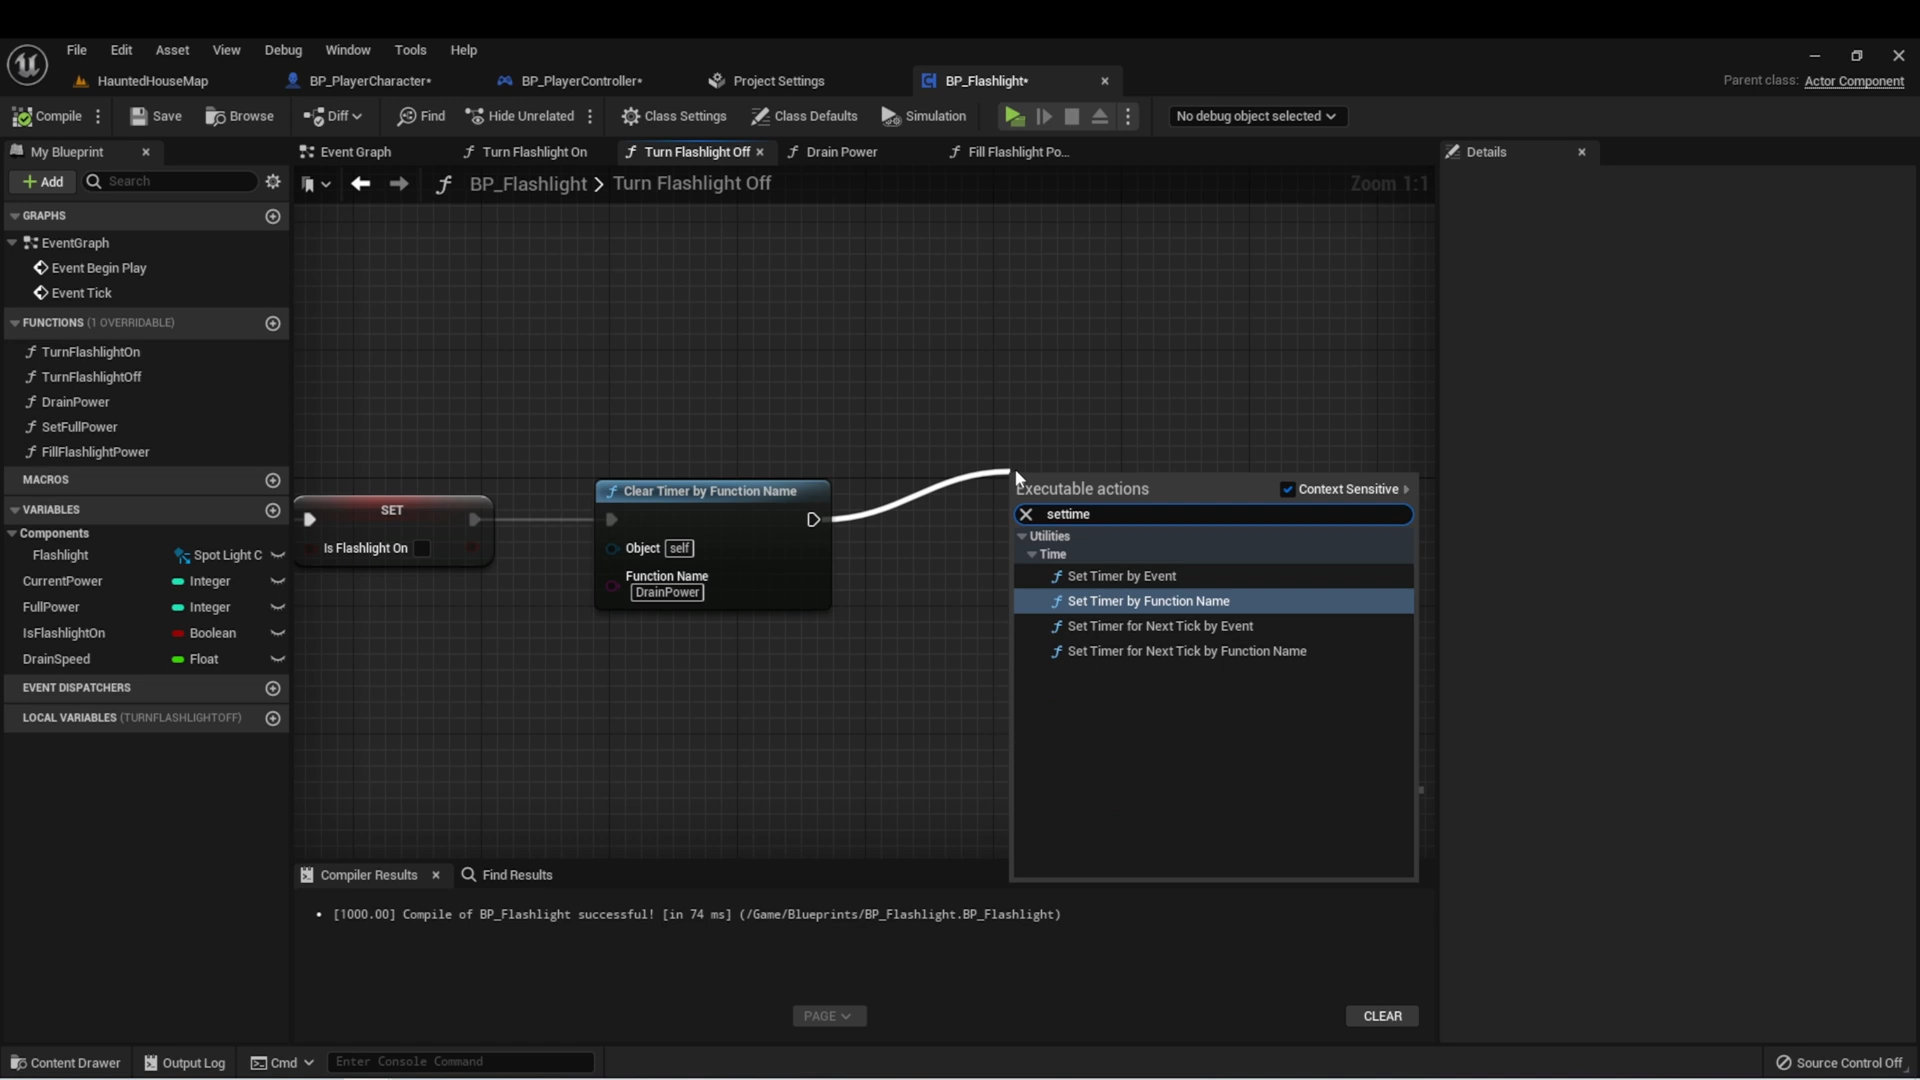 File Edit Asset View Debug Window Tools Help
HauntedHouseMap BP_PlayerCharacter* BP_PlayerController* Project Settings BP_Flashlight* Parent class: Actor Component
Compile Save Browse Diff Find Hide Unrelated Class Settings Class Defaults Simulation No debug object selected
My Blueprint Event Graph Turn Flashlight On Turn Flashlight Off Drain Power Fill Flashlight Po... Details
Add Search BP_Flashlight > Turn Flashlight Off Zoom 1:1
GRAPHS
EventGraph
Event Begin Play
Event Tick
FUNCTIONS (1 OVERRIDABLE)
TurnFlashlightOn
TurnFlashlightOff
DrainPower
SetFullPower
FillFlashlightPower
MACROS
VARIABLES
Components
Flashlight Spot Light C
CurrentPower Integer
FullPower Integer
IsFlashlightOn Boolean
DrainSpeed Float
EVENT DISPATCHERS
LOCAL VARIABLES (TURNFLASHLIGHTOFF)
SET
Is Flashlight On
Clear Timer by Function Name
Object self
Function Name
DrainPower
Executable actions Context Sensitive
settime
Utilities
Time
Set Timer by Event
Set Timer by Function Name
Set Timer for Next Tick by Event
Set Timer for Next Tick by Function Name
Compiler Results Find Results
[1000.00] Compile of BP_Flashlight successful! [in 74 ms] (/Game/Blueprints/BP_Flashlight.BP_Flashlight)
PAGE CLEAR
Content Drawer Output Log Cmd Enter Console Command Source Control Off